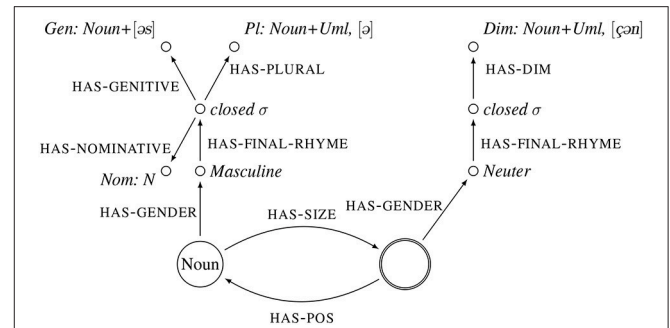 Gen: Noun+[əs] Pl: Noun+Uml, [ə] Dim: Noun+Uml, [çən]
HAS-GENITIVE HAS-PLURAL HAS-DIM
closed σ closed σ
HAS-NOMINATIVE HAS-FINAL-RHYME HAS-FINAL-RHYME
Nom: N Masculine Neuter
HAS-GENDER HAS-SIZE HAS-GENDER
Noun
HAS-POS